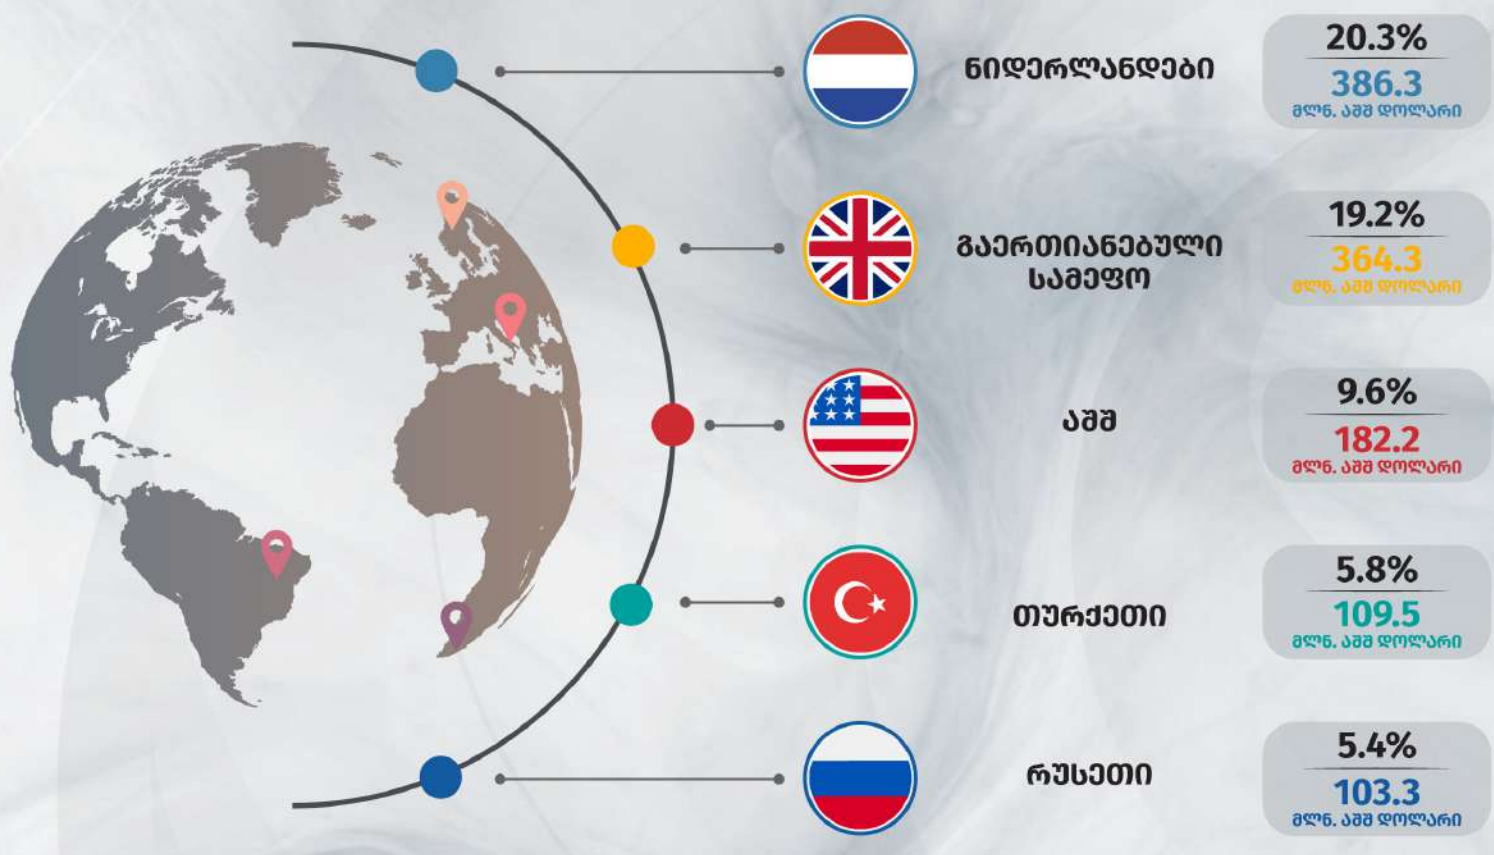 ნიდერლანდები
20.3%
386.3
მლნ. აშშ დოლარი
გაერთიანებული
სამეფო
19.2%
364.3
მლნ. აშშ დოლარი
აშშ
9.6%
182.2
მლნ. აშშ დოლარი
თურქეთი
5.8%
109.5
მლნ. აშშ დოლარი
რუსეთი
5.4%
103.3
მლნ. აშშ დოლარი